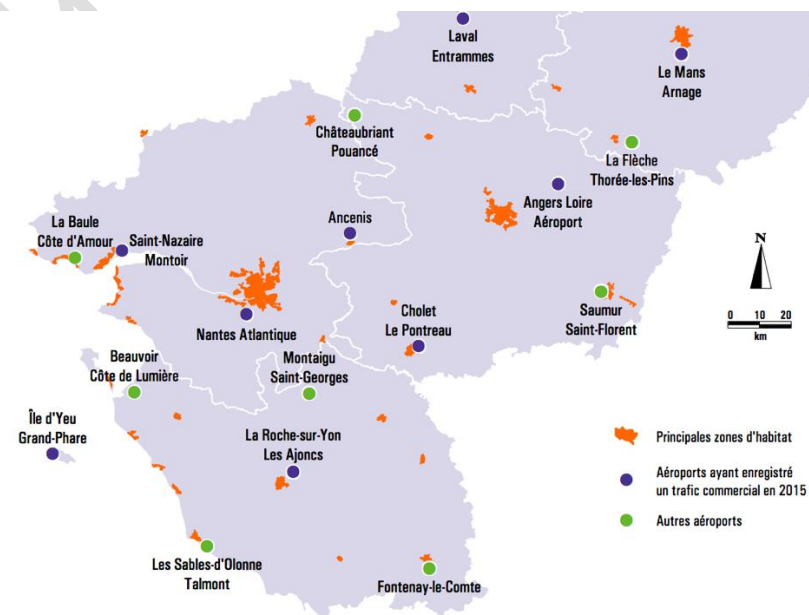 Laval
Entrammes
Le Mans
Arnage
Châteaubriant
Pouancé
La Flèche
Thorée-les-Pins
Angers Loire
Aéroport
Ancenis
La Baule
Côte d'Amour
Saint-Nazaire
Montoir
N
0 10 20
km
Saumur
Saint-Florent
Cholet
Le Pontreau
Nantes Atlantique
Beauvoir
Côte de Lumière
Montaigu
Saint-Georges
Île d'Yeu
Grand-Phare
La Roche-sur-Yon
Les Ajoncs
Principales zones d'habitat
Aéroports ayant enregistré
un trafic commercial en 2015
Autres aéroports
Les Sables-d'Olonne
Talmont
Fontenay-le-Comte